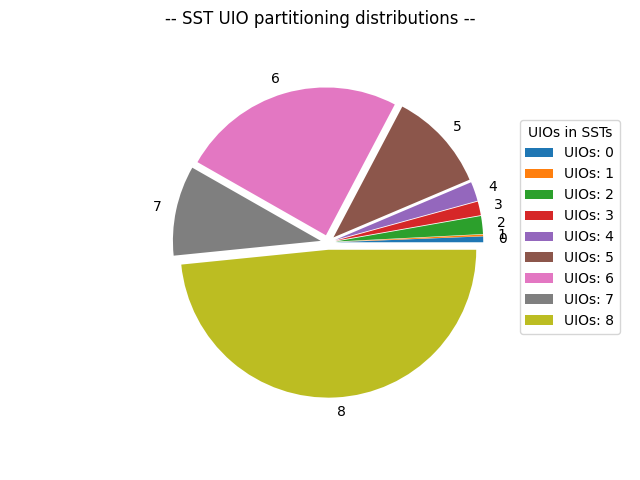 -- SST UIO partitioning distributions --
6
5
7
4
3
2
1
0
8
UIOs in SSTs
UIOs: 0
UIOs: 1
UIOs: 2
UIOs: 3
UIOs: 4
UIOs: 5
UIOs: 6
UIOs: 7
UIOs: 8